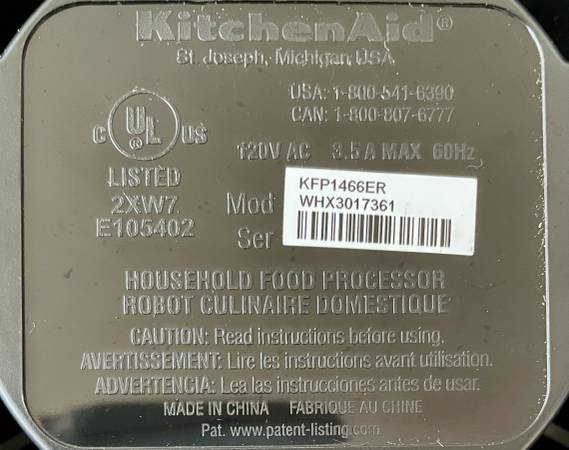 KitchenAid®
St. Joseph, Michigan, USA
USA: 1-800-541-6390
CAN: 1-800-807-6777
C UL ® US
120V AC 3.5 A MAX 60Hz
LISTED
2XW7
E105402
Mod KFP1466ER
Ser WHX3017361
HOUSEHOLD FOOD PROCESSOR
ROBOT CULINAIRE DOMESTIQUE
CAUTION: Read instructions before using.
AVERTISSEMENT: Lire les instructions avant utilisation.
ADVERTENCIA: Lea las instrucciones antes de usar.
MADE IN CHINA FABRIQUE AU CHINE
Pat. www.patent-listing.com